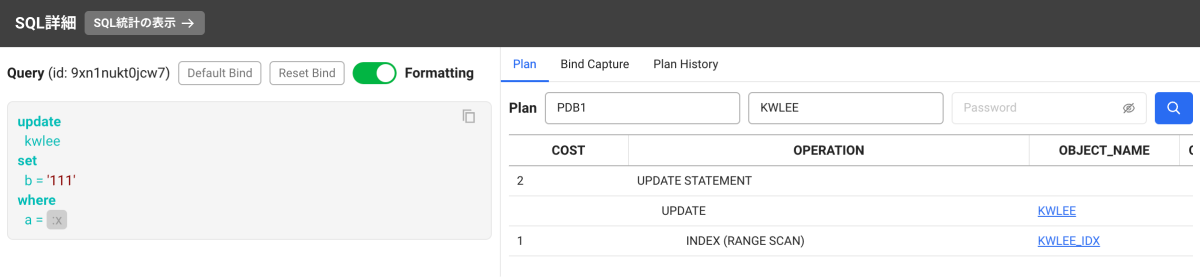 SQL詳細 SQL統計の表示 →
Query (id: 9xn1nukt0jcw7) Default Bind Reset Bind Formatting
update
kwlee
set
b = '111'
where
a = :x
Plan Bind Capture Plan History
Plan PDB1 KWLEE Password
COST OPERATION OBJECT_NAME
2 UPDATE STATEMENT
UPDATE KWLEE
1 INDEX (RANGE SCAN) KWLEE_IDX